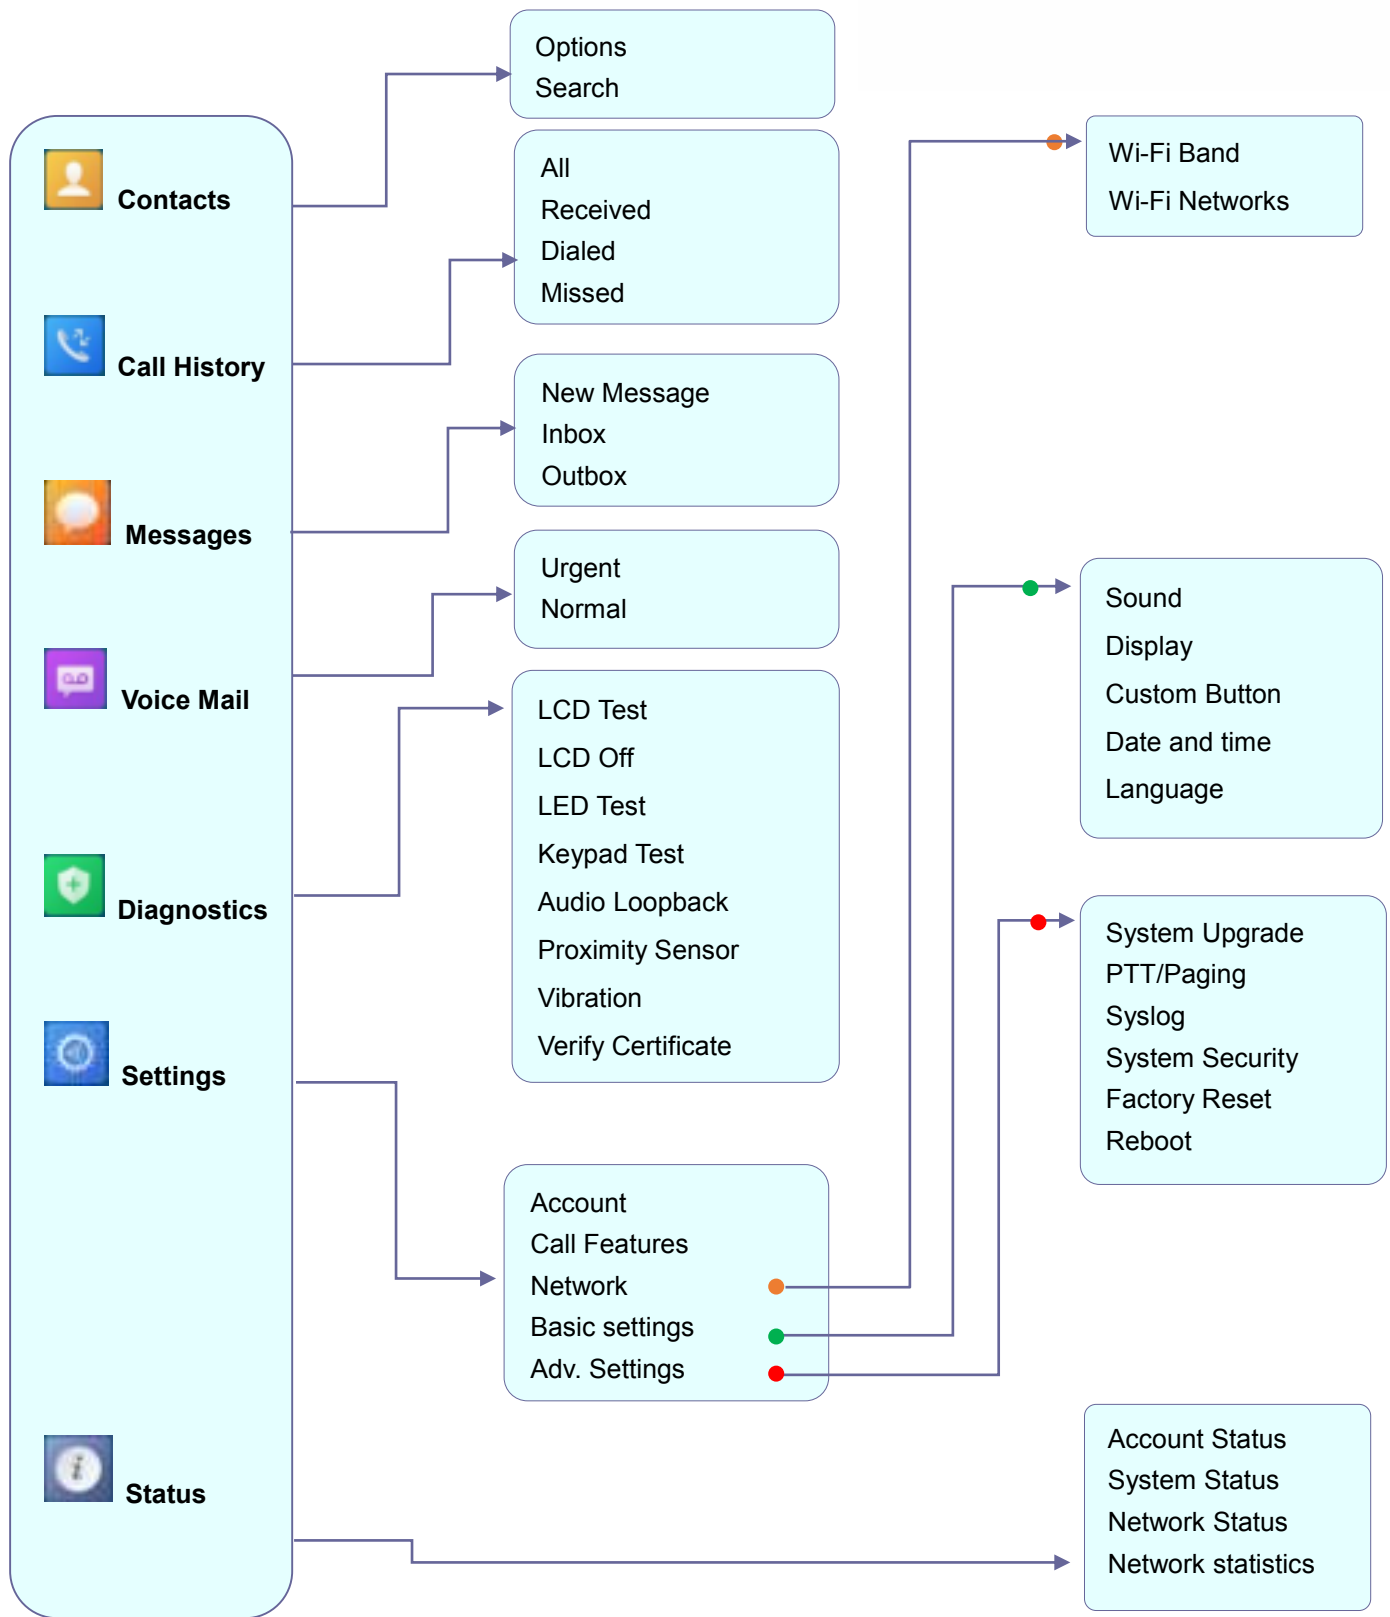 Contacts
Call History
Messages
Voice Mail
Diagnostics
Settings
Status
Options
Search
All
Received
Dialed
Missed
New Message
Inbox
Outbox
Urgent
Normal
LCD Test
LCD Off
LED Test
Keypad Test
Audio Loopback
Proximity Sensor
Vibration
Verify Certificate
Account
Call Features
Network
Basic settings
Adv. Settings
Wi-Fi Band
Wi-Fi Networks
Sound
Display
Custom Button
Date and time
Language
System Upgrade
PTT/Paging
Syslog
System Security
Factory Reset
Reboot
Account Status
System Status
Network Status
Network statistics